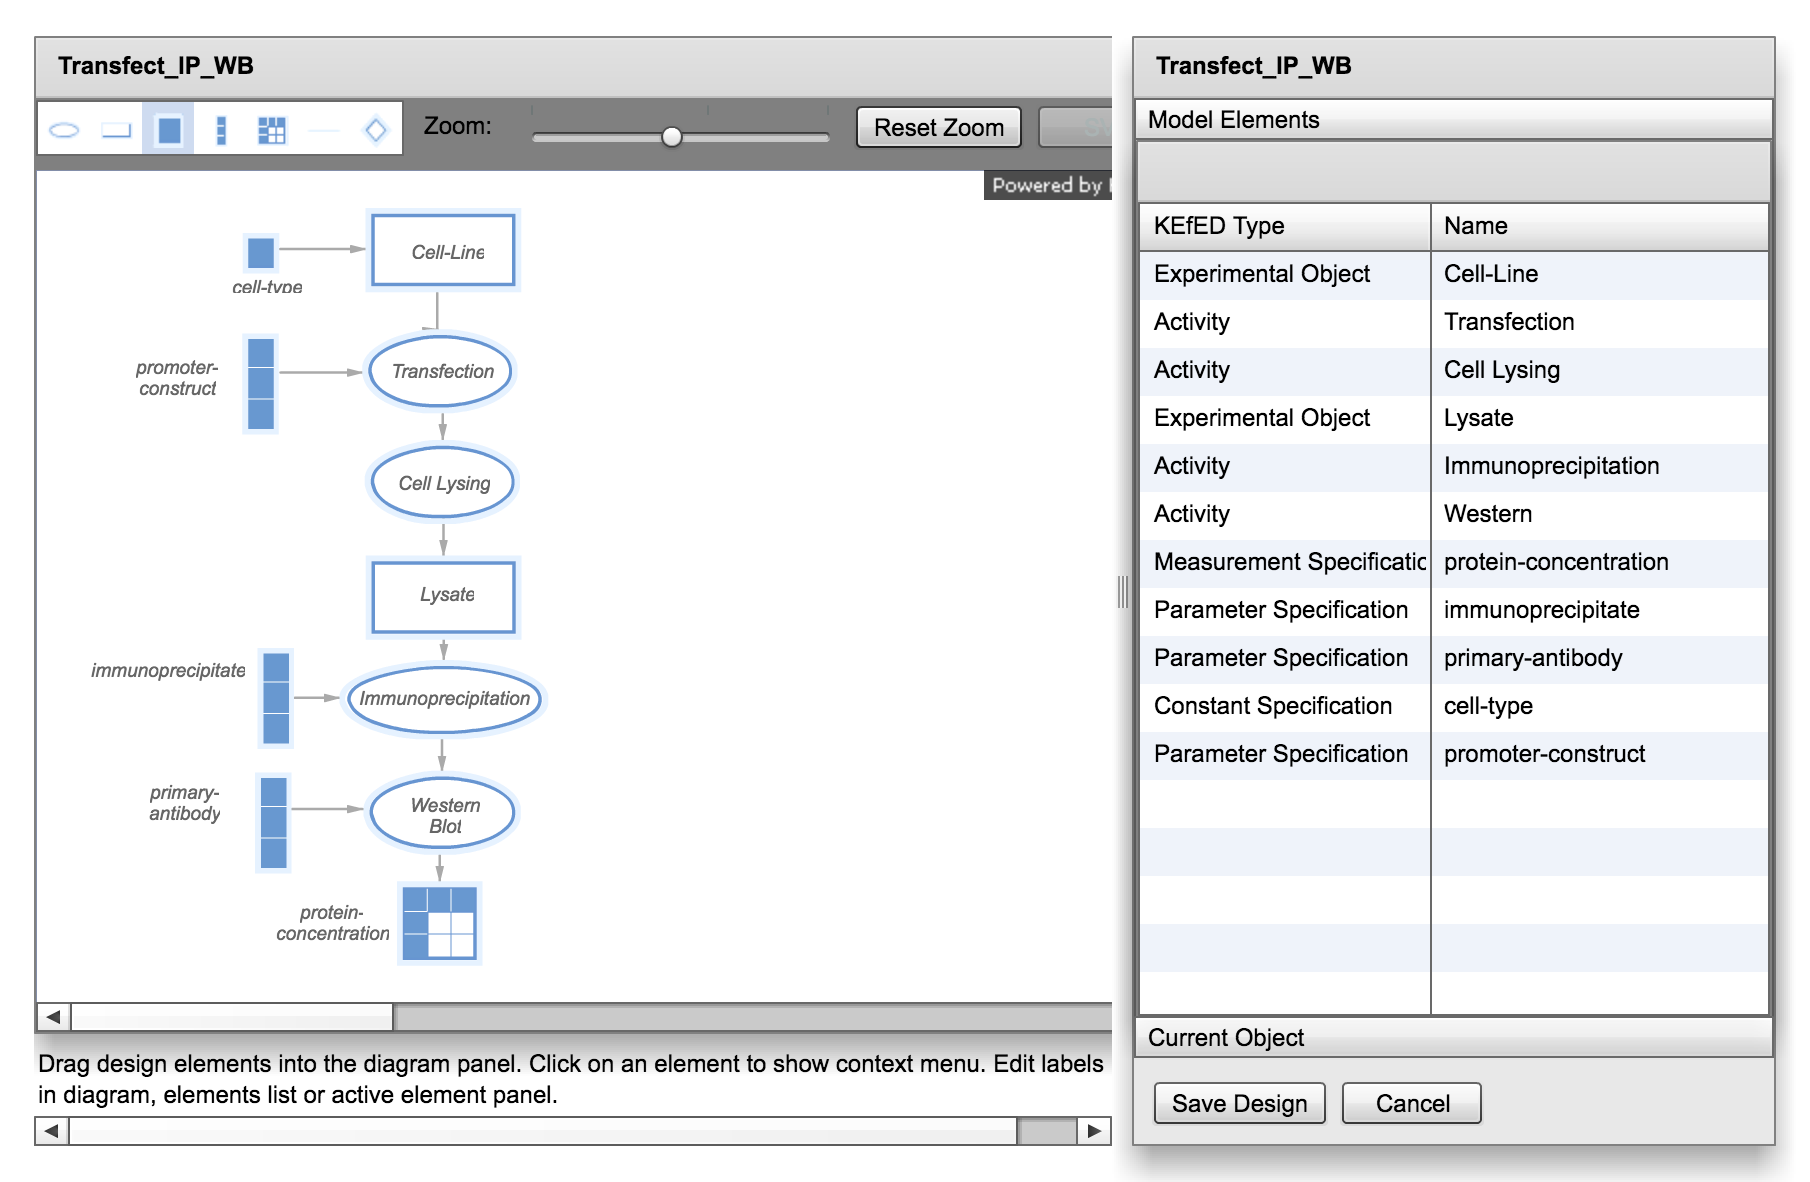 Transfect_IP_WB
Zoom:
Reset Zoom
Powered by
Cell-Line
cell-type
promoter-
construct
Transfection
Cell Lysing
Lysate
immunoprecipitate
Immunoprecipitation
primary-
antibody
Western
Blot
protein-
concentration
Drag design elements into the diagram panel. Click on an element to show context menu. Edit labels
in diagram, elements list or active element panel.
Transfect_IP_WB
Model Elements
KEfED Type Name
Experimental Object Cell-Line
Activity Transfection
Activity Cell Lysing
Experimental Object Lysate
Activity Immunoprecipitation
Activity Western
Measurement Specificatic protein-concentration
Parameter Specification immunoprecipitate
Parameter Specification primary-antibody
Constant Specification cell-type
Parameter Specification promoter-construct
Current Object
Save Design Cancel